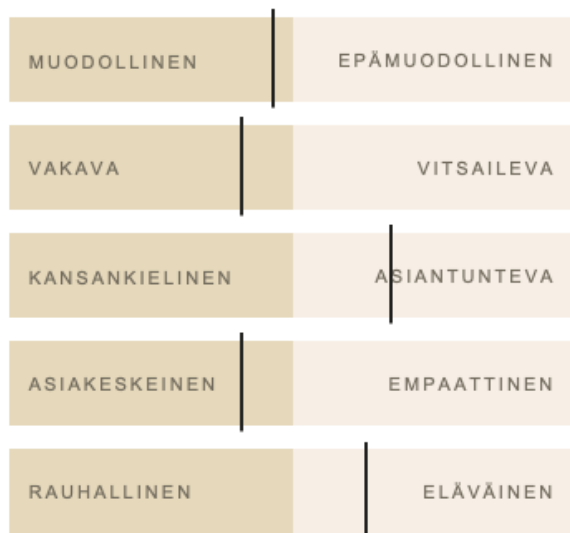 MUODOLLINEN EPÄMUODOLLINEN
VAKAVA VITSAILEVA
KANSANKIELINEN ASIANTUNTEVA
ASIAKESKEINEN EMPAATTINEN
RAUHALLINEN ELÄVÄINEN